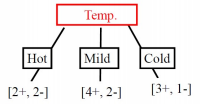 Temp.
Hot Mild Cold
[2+, 2-] [4+, 2-] [3+, 1-]